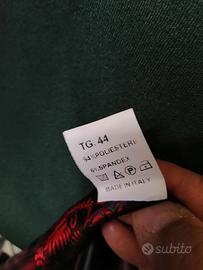 TG. 44
94%POLIESTERE
6%SPANDEX
P
MADE IN ITALY
subito